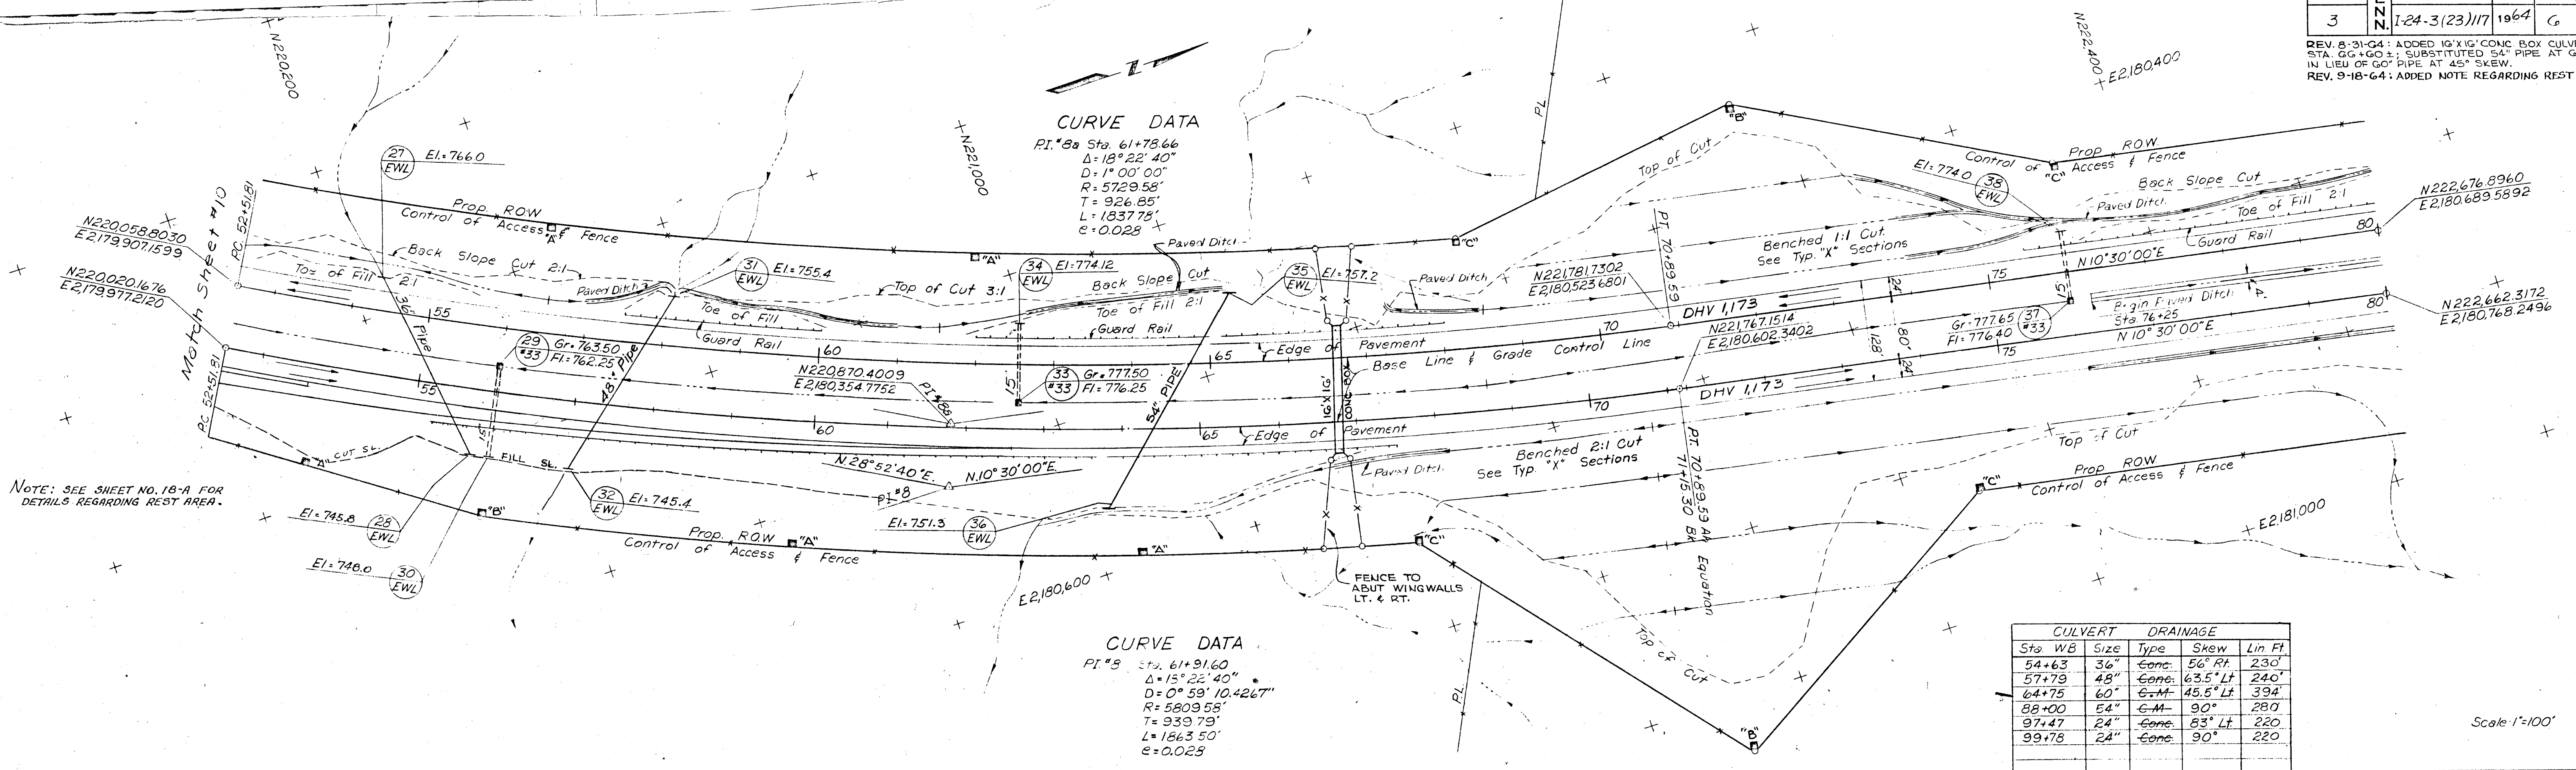 3
I-24-3(23)117
1964
REV. 8-31-64: ADDED 16'X16' CONC BOX
STA. 66+60±; SUBSTITUTED 54" PIPE AT
IN LIEU OF 60" PIPE AT 45° SKEW.
REV. 9-18-64: ADDED NOTE REGARDING REST
N220,200
N221,000
N222,400
E2,180,400
CURVE DATA
P.I. #8a Sta. 61+78.66
Δ=18° 22' 40"
D=1° 00' 00"
R=5729.58'
T=926.85'
L=1837.78'
e=0.028
27
EWL
El.=766.0
Match Sheet #10
P.C. 52+51.81
N220,058.8030
E2,179,907.1599
N220,020.1676
E2,179,977.2120
P.C. 52+51.81
Prop. ROW
Control of Access & Fence
"A"
Back Slope Cut 2:1
Toe of Fill 2:1
Paved Ditch
36" Pipe
48" Pipe
31
EWL
El=755.4
Top of Cut 3:1
"A"
34
EWL
El=774.12
Paved Ditch
Back Slope Cut
Toe of Fill 2:1
Guard Rail
35
EWL
El=757.2
Paved Ditch
"C"
P.L.
"B"
Top of Cut
Prop. ROW
Control of Access & Fence
"C"
El=774.0
38
EWL
Back Slope Cut
Paved Ditch.
Toe of Fill 2:1
Guard Rail
N222,676.8960
E2,180,689.5892
N222,662.3172
E2,180,768.2496
Benched 1:1 Cut.
See Typ. "X" Sections
N221,781.7302
E2,180,523.6801
PT. 70+89.59
DHV 1,173
N221,767.1514
E2,180,602.3402
DHV 1,173
24'
80'
24'
128'
N10°30'00"E
75
80
Gr=777.65
Fl=776.40
37
#33
15"
Begin Paved Ditch
Sta. 76+25
N 10° 30' 00"E
75
80
55
Toe of Fill
Guard Rail
60
65
70
Edge of Pavement
Base Line & Grade Control Line
29
#33
Gr=763.50
Fl=762.25
15"
55
N220,870.4009
E2,180,354.7752
P.I. #8a
33
#33
Gr=777.50
Fl=776.25
15"
54" PIPE
16'X16'
CONC BOX
60
65
70
Edge of Pavement
N.28°52'40"E.
N.10°30'00"E
PI #8
Benched 2:1 Cut
See Typ. "X" Sections
Paved Ditch.
PT. 70+89.59 Ah
71+15.30 Bk
Equation
Top of Cut
Prop ROW
Control of Access & Fence
"C"
E2,181,000
"A"
CUT SL.
FILL SL.
NOTE: SEE SHEET NO. 18-A FOR
DETAILS REGARDING REST AREA.
El=745.8
28
EWL
"B"
32
EWL
El=745.4
El=748.0
30
EWL
Prop. ROW
Control of Access & Fence
"A"
El=751.3
36
EWL
"A"
"C"
E2,180,600
FENCE TO
ABUT WINGWALLS
LT. & RT.
P.L.
Top of Cut
"B"
CURVE DATA
P.I. #8 Sta. 61+91.60
Δ=18° 22' 40"
D=0° 59' 10.4267"
R=5809.58'
T=939.79'
L=1863.50'
e=0.028
CULVERT DRAINAGE
Sta. WB Size Type Skew Lin. Ft.
54+63 36" Conc. 56° Rt. 230'
57+79 48" Conc. 63.5° Lt 240'
64+75 60" C.M. 45.5° Lt 394'
88+00 54" C.M. 90° 280
97+47 24" Conc. 83° Lt 220
99+78 24" Conc. 90° 220
Scale-1"=100'